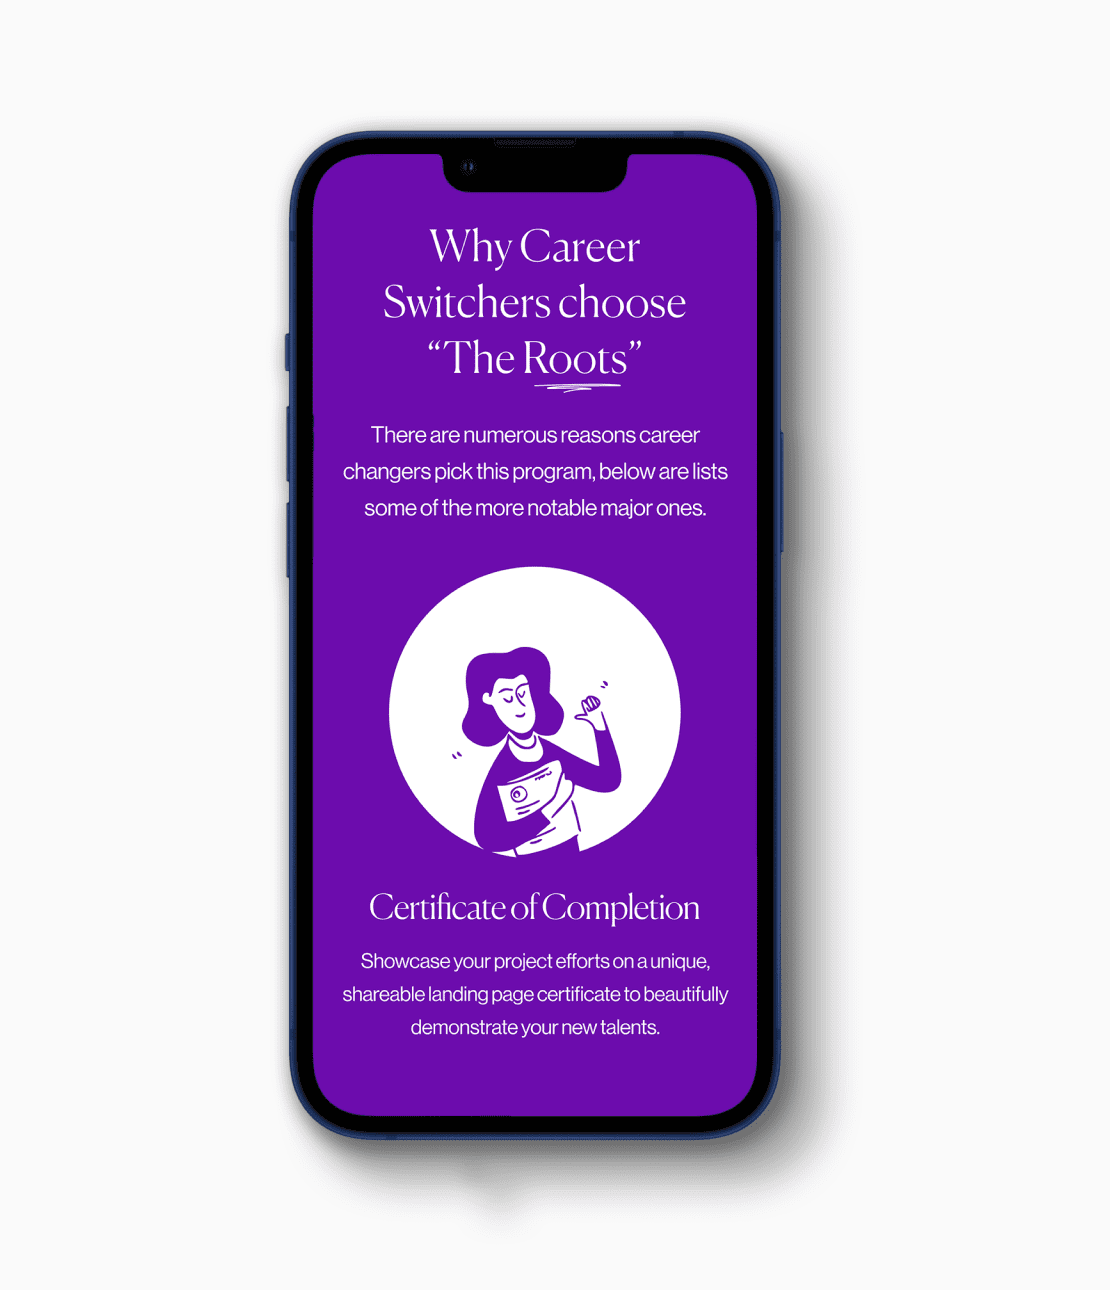 Why Career
Switchers choose
“The Roots”
There are numerous reasons career
changers pick this program, below are lists
some of the more notable major ones.
Certificate of Completion
Showcase your project efforts on a unique,
shareable landing page certificate to beautifully
demonstrate your new talents.